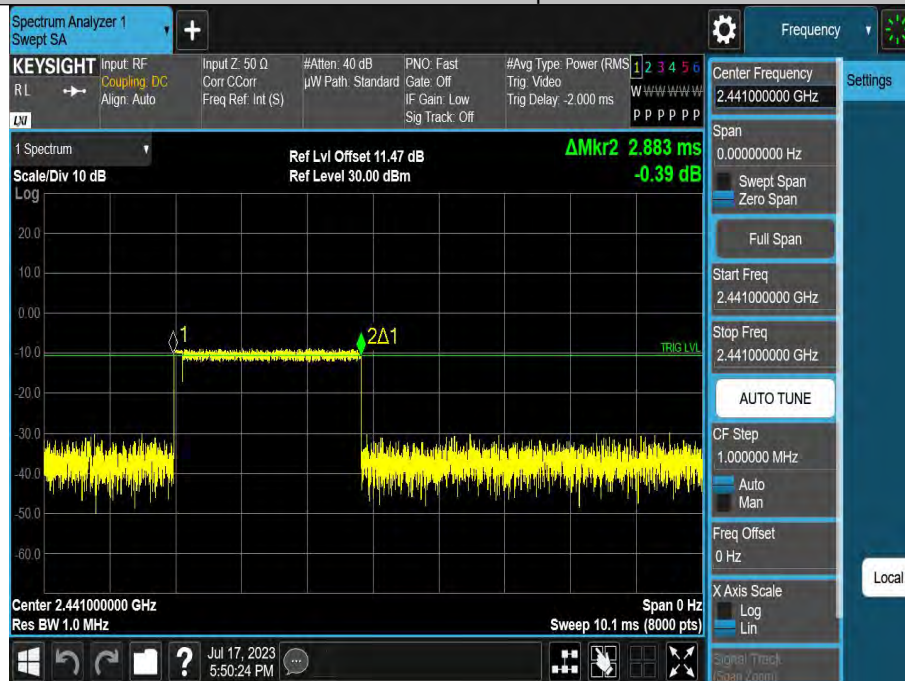 Spectrum Analyzer 1
Swept SA
Frequency
KEYSIGHT
RL
LXI
Input: RF
Coupling: DC
Align: Auto
Input Z: 50 Ω
Corr CCorr
Freq Ref: Int (S)
#Atten: 40 dB
µW Path: Standard
PNO: Fast
Gate: Off
IF Gain: Low
Sig Track: Off
#Avg Type: Power (RMS
Trig: Video
Trig Delay: -2.000 ms
1 2 3 4 5 6
W W W W W W
P P P P P P
1 Spectrum
Scale/Div 10 dB
Log
Ref Lvl Offset 11.47 dB
Ref Level 30.00 dBm
ΔMkr2 2.883 ms
-0.39 dB
20.0
10.0
0.00
-10.0
-20.0
-30.0
-40.0
-50.0
-60.0
1
2Δ1
TRIG LVL
Center 2.441000000 GHz
Res BW 1.0 MHz
Span 0 Hz
Sweep 10.1 ms (8000 pts)
Jul 17, 2023
5:50:24 PM
Center Frequency
2.441000000 GHz
Span
0.00000000 Hz
Swept Span
Zero Span
Full Span
Start Freq
2.441000000 GHz
Stop Freq
2.441000000 GHz
AUTO TUNE
CF Step
1.000000 MHz
Auto
Man
Freq Offset
0 Hz
X Axis Scale
Log
Lin
Signal Track
(Span Zoom)
Settings
Local